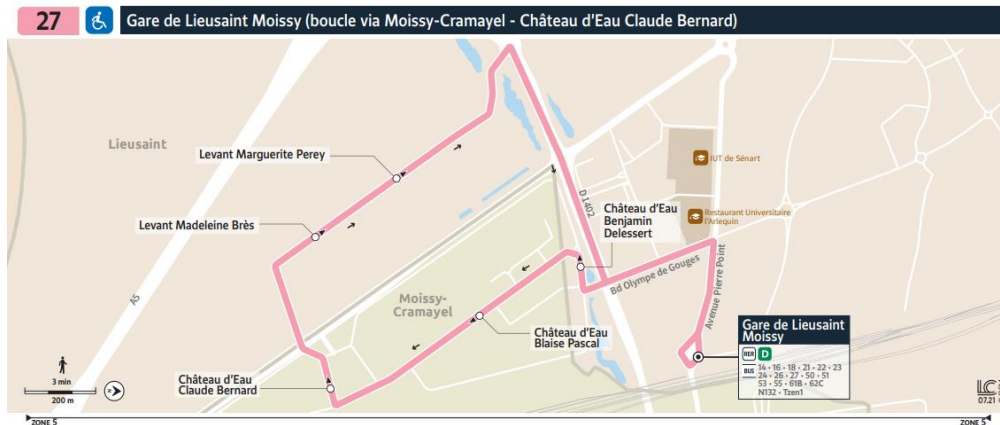 27 Gare de Lieusaint Moissy (boucle via Moissy-Cramayel - Château d'Eau Claude Bernard)
Lieusaint
Levant Marguerite Perey
IUT de Sénart
D1402
Château d'Eau
Benjamin
Delessert
Restaurant Universitaire
l'Arlequin
Levant Madeleine Brès
Bd Olympe de Gouges
Avenue Pierre Point
A5
Moissy-
Cramayel
Château d'Eau
Blaise Pascal
Gare de Lieusaint
Moissy
RER D
BUS 14 • 16 • 18 • 21 • 22 • 23
24 • 26 • 27 • 50 • 51
53 • 55 • 61B • 62C
N132 • Tzen1
Château d'Eau
Claude Bernard
3 min
200 m
LC
07.21
ZONE 5
ZONE 5